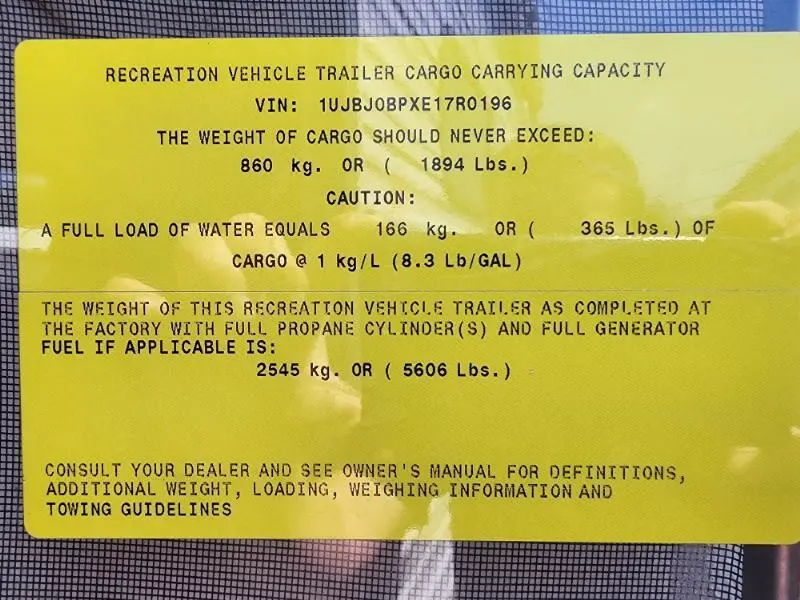 RECREATION VEHICLE TRAILER CARGO CARRYING CAPACITY
VIN: 1UJBJ0BPXE17R0196
THE WEIGHT OF CARGO SHOULD NEVER EXCEED:
860 kg. OR ( 1894 Lbs.)
CAUTION:
A FULL LOAD OF WATER EQUALS 166 kg. OR ( 365 Lbs.) OF
CARGO @ 1 kg/L (8.3 Lb/GAL)
THE WEIGHT OF THIS RECREATION VEHICLE TRAILER AS COMPLETED AT
THE FACTORY WITH FULL PROPANE CYLINDER(S) AND FULL GENERATOR
FUEL IF APPLICABLE IS:
2545 kg. OR ( 5606 Lbs.)
CONSULT YOUR DEALER AND SEE OWNER'S MANUAL FOR DEFINITIONS,
ADDITIONAL WEIGHT, LOADING, WEIGHING INFORMATION AND
TOWING GUIDELINES